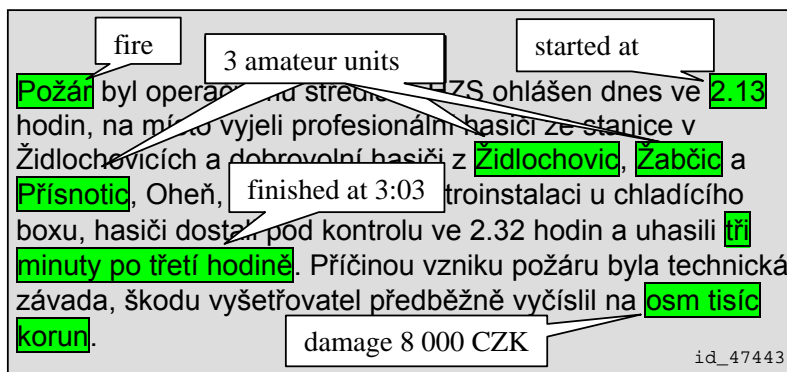 fire
3 amateur units
started at
Požár byl ohlášen dnes ve 2.13
hodin, na místo vyjeli profesionální hasiči ze stanice v
Židlochovicích a dobrovolní hasiči z Židlochovic, Žabčic a
Přísnotic, Oheň, troinstalaci u chladícího
finished at 3:03
boxu, hasiči dostali pod kontrolu ve 2.32 hodin a uhasili tři
minuty po třetí hodině. Příčinou vzniku požáru byla technická
závada, škodu vyšetřovatel předběžně vyčíslil na osm tisíc
korun.
damage 8 000 CZK
id_47443